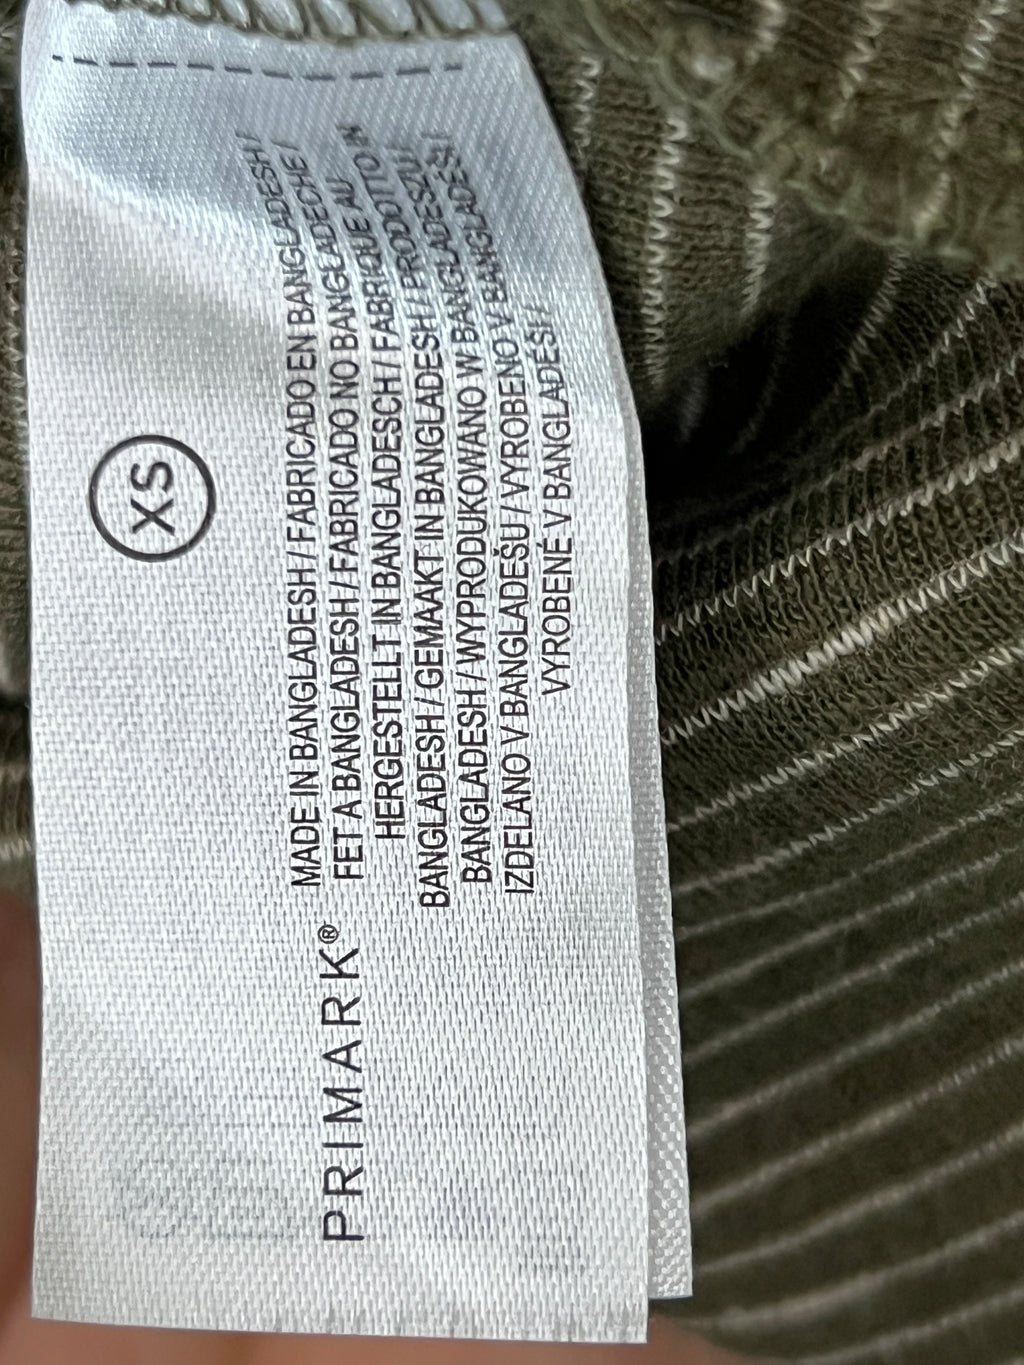 XS
MADE IN BANGLADESH / FABRICADO EN BANGLADESH /
FET A BANGLADESH / FABRICADO NO BANGLADECHE /
HERGESTELLT IN BANGLADESCH / FABRIQUE AU
BANGLADESH / GEMAAKT IN BANGLADESH / PRODOTTO IN
BANGLADESH / WYPRODUKOWANO W BANGLADESZU /
IZDELANO V BANGLADEŠU / VYROBENO V BANGLADÉŠI
VYROBENÉ V BANGLADÉŠI /
PRIMARK®